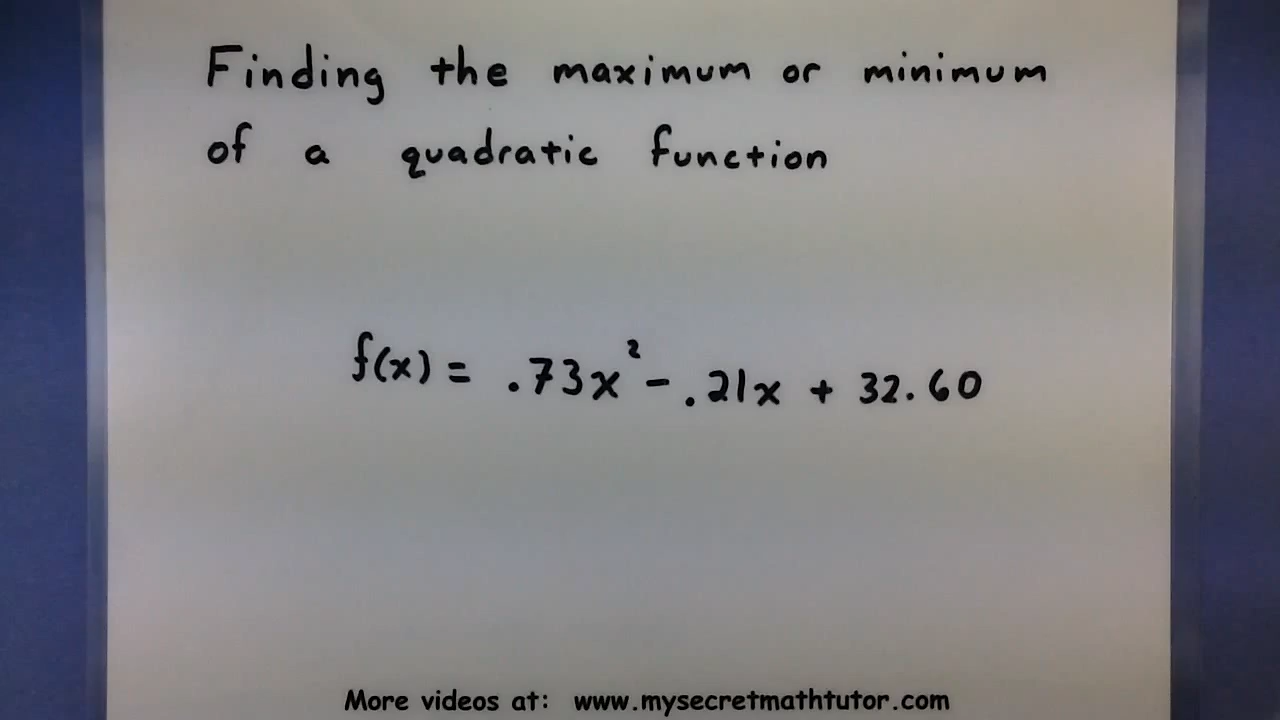 Finding the maximum or minimum
of a quadratic function
f(x) = .73x² - .21x + 32.60
More videos at: www.mysecretmathtutor.com